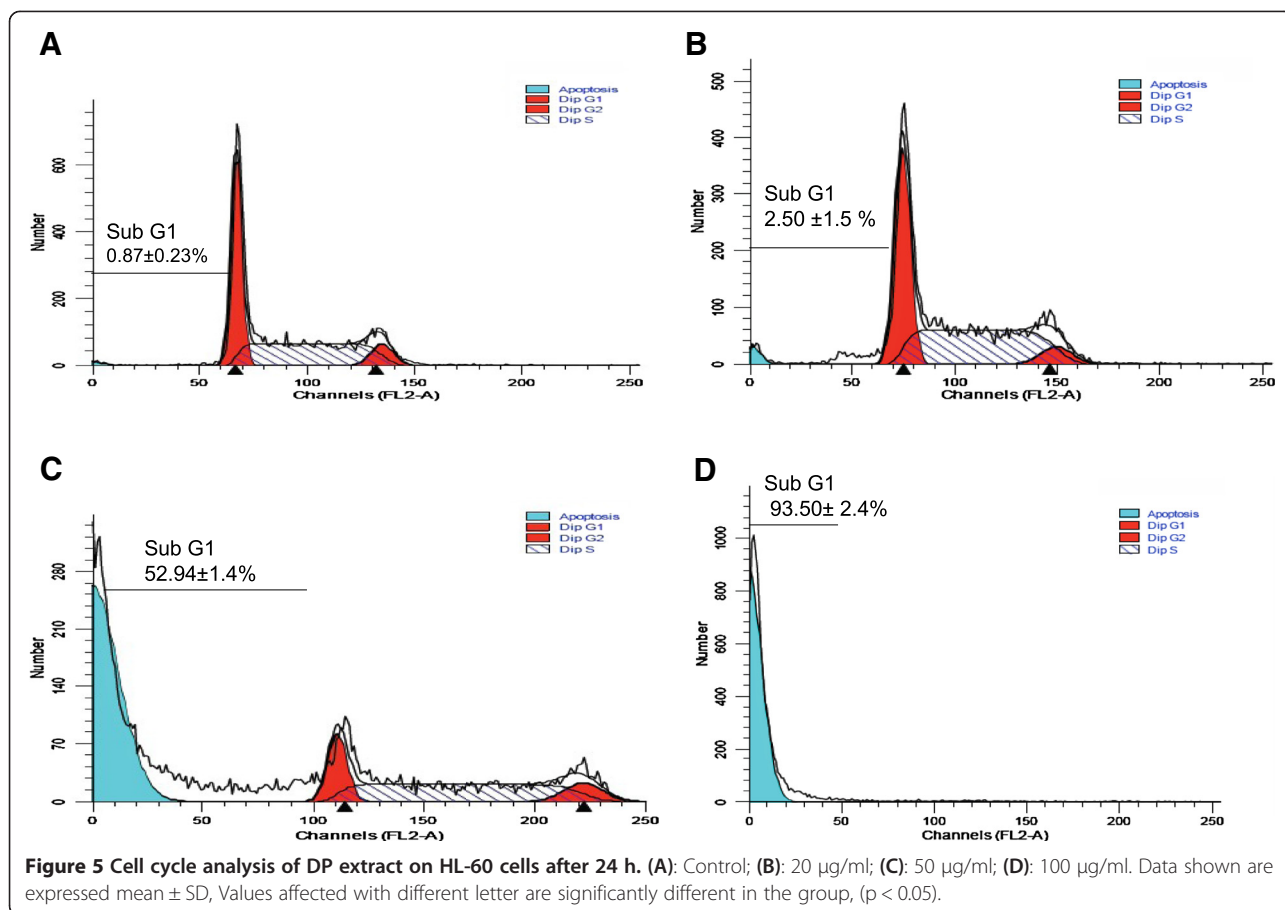 A
Apoptosis
Dip G1
Dip G2
Dip S
Sub G1
0.87±0.23%
Number
0 200 400 600
0 50 100 150 200 250
Channels (FL2-A)
B
Apoptosis
Dip G1
Dip G2
Dip S
Sub G1
2.50 ±1.5 %
Number
0 100 200 300 400 500
0 50 100 150 200 250
Channels (FL2-A)
C
Apoptosis
Dip G1
Dip G2
Dip S
Sub G1
52.94±1.4%
Number
0 70 140 210 280
0 50 100 150 200 250
Channels (FL2-A)
D
Sub G1
93.50± 2.4%
Apoptosis
Dip G1
Dip G2
Dip S
Number
0 200 400 600 800 1000
0 50 100 150 200 250
Channels (FL2-A)
Figure 5 Cell cycle analysis of DP extract on HL-60 cells after 24 h. (A): Control; (B): 20 μg/ml; (C): 50 μg/ml; (D): 100 μg/ml. Data shown are
expressed mean ± SD, Values affected with different letter are significantly different in the group, (p < 0.05).